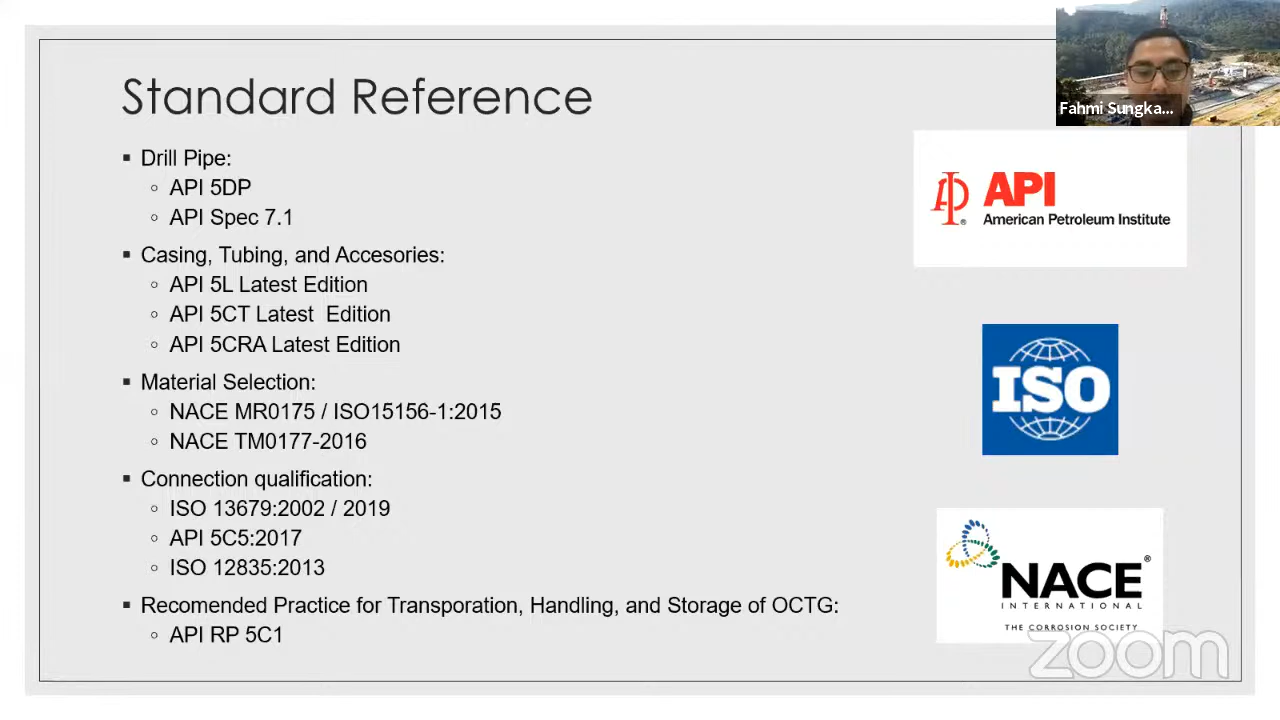 Standard Reference
Fahmi Sungka...
▪ Drill Pipe:
◦ API 5DP
◦ API Spec 7.1
▪ Casing, Tubing, and Accesories:
◦ API 5L Latest Edition
◦ API 5CT Latest  Edition
◦ API 5CRA Latest Edition
▪ Material Selection:
◦ NACE MR0175 / ISO15156-1:2015
◦ NACE TM0177-2016
▪ Connection qualification:
◦ ISO 13679:2002 / 2019
◦ API 5C5:2017
◦ ISO 12835:2013
▪ Recomended Practice for Transporation, Handling, and Storage of OCTG:
◦ API RP 5C1
API
American Petroleum Institute
®
ISO
NACE®
INTERNATIONAL
THE CORROSION SOCIETY
zoom